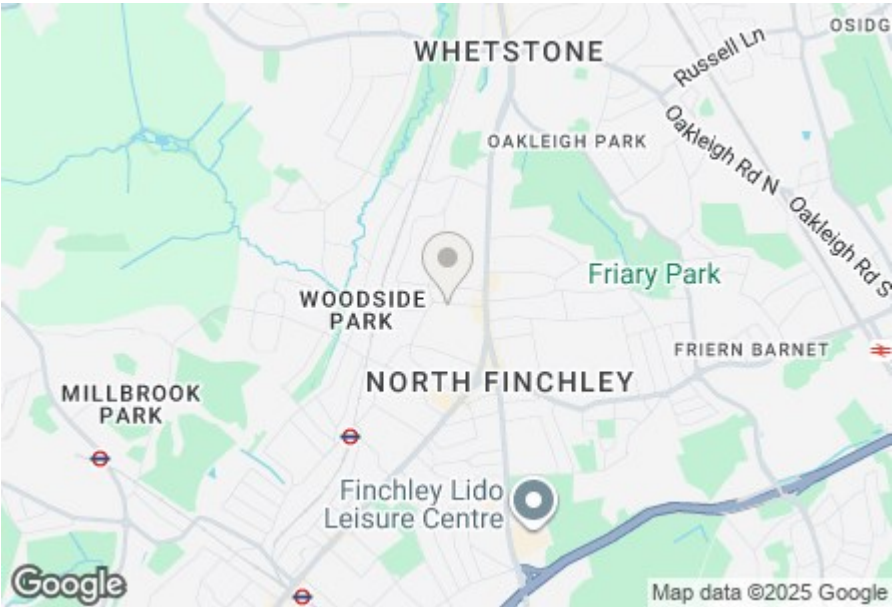 WHETSTONE
OSIDG
Russell Ln
OAKLEIGH PARK
Oakleigh Rd N
Oakleigh Rd S
Friary Park
WOODSIDE
PARK
FRIERN BARNET
NORTH FINCHLEY
MILLBROOK
PARK
Finchley Lido
Leisure Centre
Google
Map data ©2025 Google